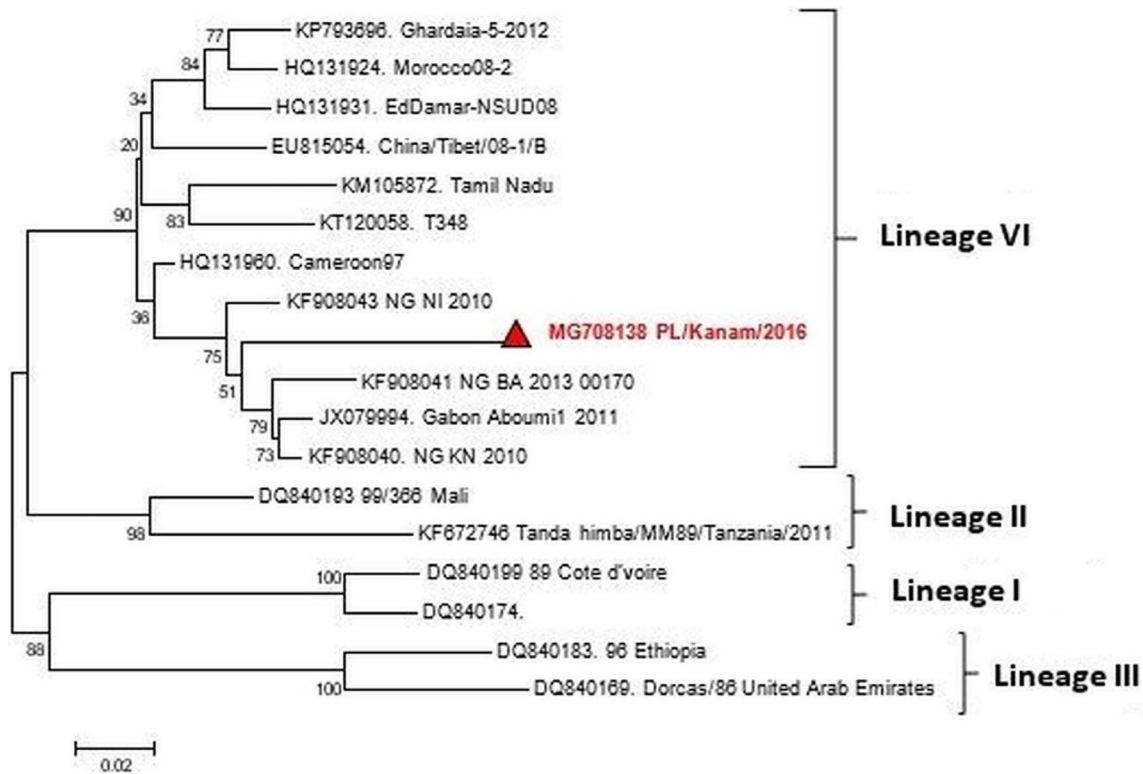 77
KP793696. Ghardaia-5-2012
84
HQ131924. Morocco08-2
34
HQ131931. EdDamar-NSUD08
20
EU815054. China/Tibet/08-1/B
KM105872. Tamil Nadu
90
83
KT120058. T348
Lineage VI
HQ131960. Cameroon97
36
KF908043 NG NI 2010
MG708138 PL/Kanam/2016
75
51
KF908041 NG BA 2013 00170
79
JX079994. Gabon Aboumi1 2011
73
KF908040. NG KN 2010
DQ840193 99/366 Mali
Lineage II
98
KF672746 Tanda himba/MM89/Tanzania/2011
100
DQ840199 89 Cote d'voire
Lineage I
DQ840174.
88
DQ840183. 96 Ethiopia
Lineage III
100
DQ840169. Dorcas/86 United Arab Emirates
0.02